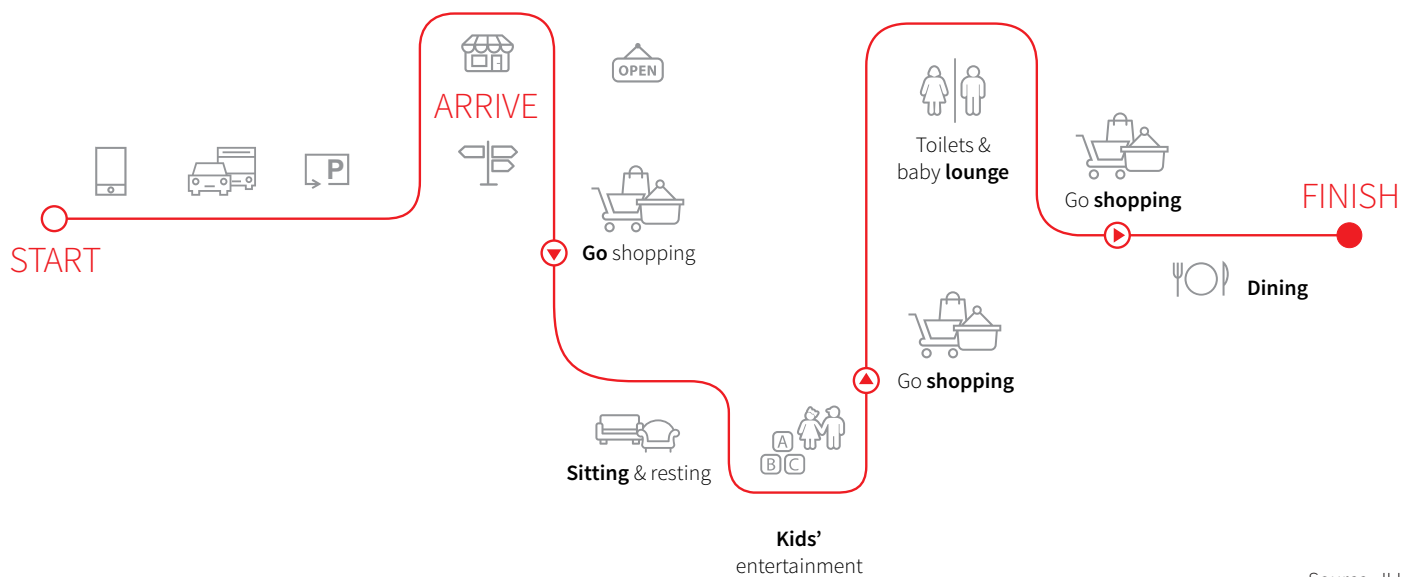 START
P
ARRIVE
OPEN
Go shopping
Sitting & resting
A
B C
Kids’
entertainment
Go shopping
Toilets &
baby lounge
Go shopping
Dining
FINISH